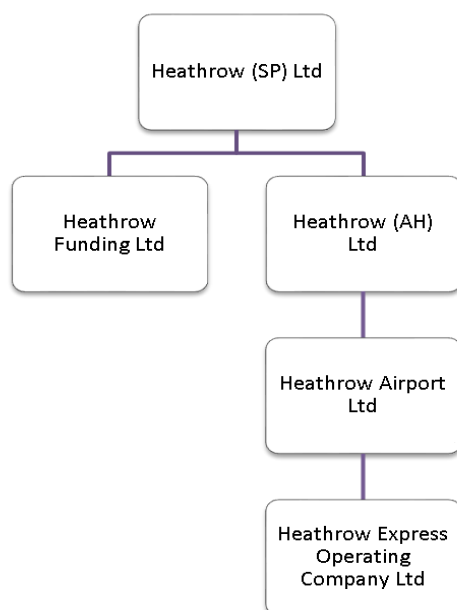 Heathrow (SP) Ltd
Heathrow
Funding Ltd
Heathrow (AH)
Ltd
Heathrow Airport
Ltd
Heathrow Express
Operating
Company Ltd